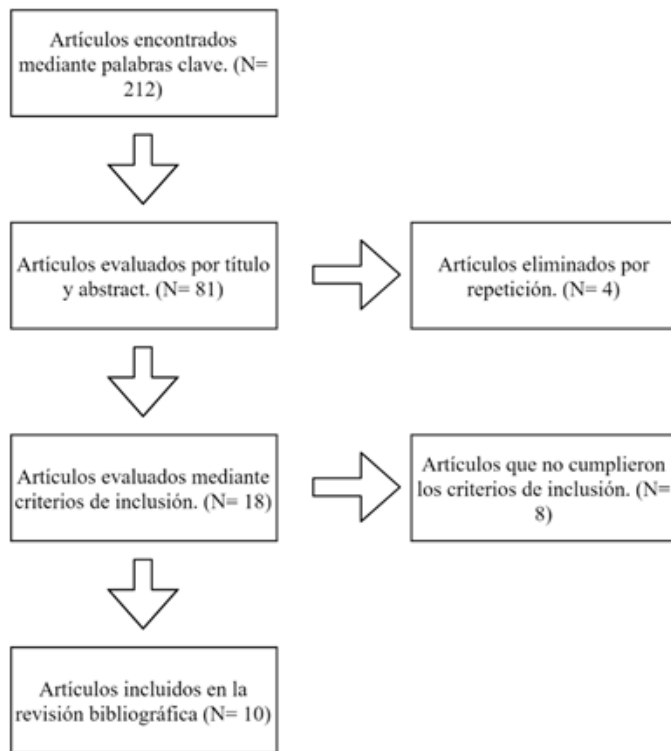 Artículos encontrados
mediante palabras clave. (N=
212)
Artículos evaluados por título
y abstract. (N= 81)
Artículos eliminados por
repetición. (N= 4)
Artículos evaluados mediante
criterios de inclusión. (N= 18)
Artículos que no cumplieron
los criterios de inclusión. (N=
8)
Artículos incluidos en la
revisión bibliográfica (N= 10)